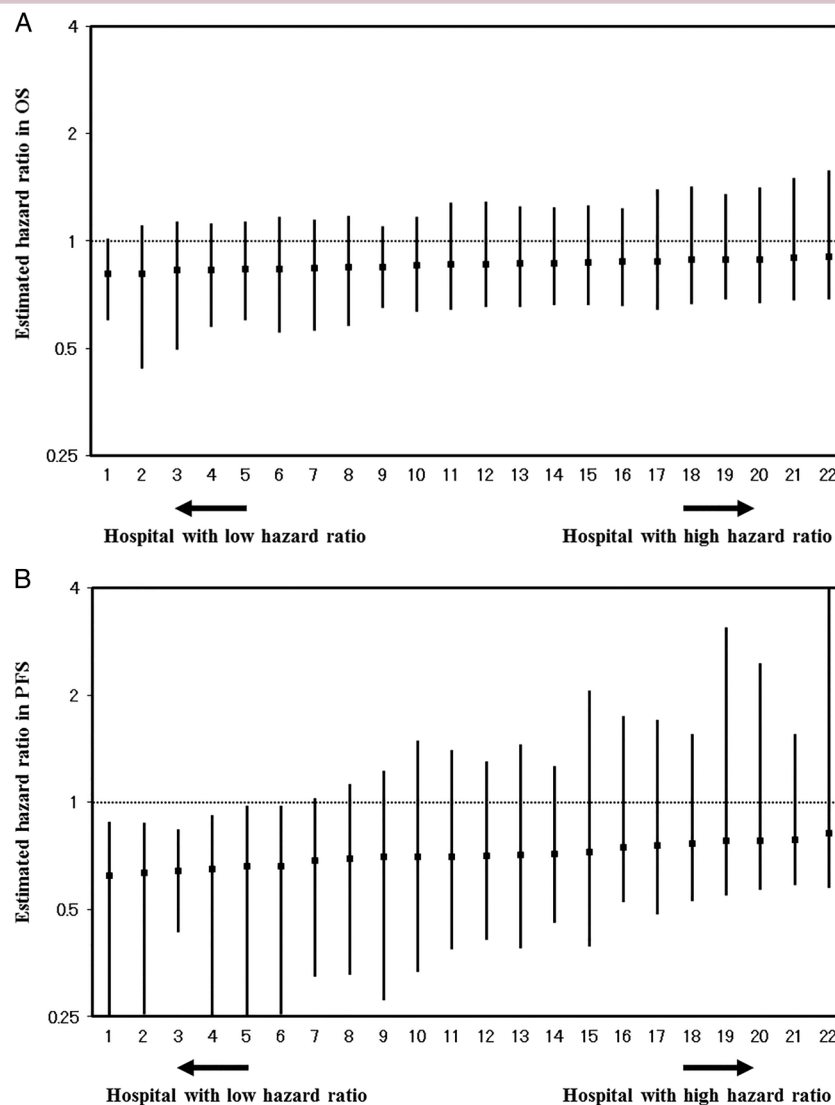 A
Estimated hazard ratio in OS
4
2
1
0.5
0.25
1 2 3 4 5 6 7 8 9 10 11 12 13 14 15 16 17 18 19 20 21 22
Hospital with low hazard ratio Hospital with high hazard ratio
B
Estimated hazard ratio in PFS
4
2
1
0.5
0.25
1 2 3 4 5 6 7 8 9 10 11 12 13 14 15 16 17 18 19 20 21 22
Hospital with low hazard ratio Hospital with high hazard ratio